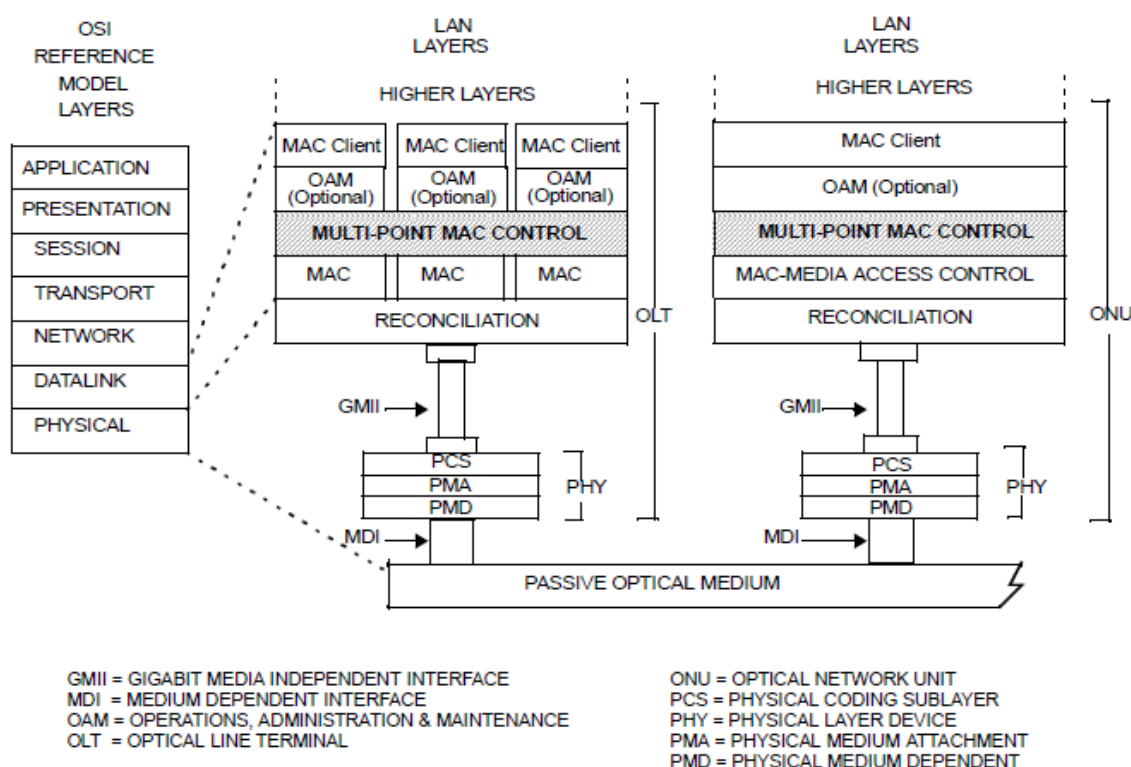 OSI
REFERENCE
MODEL
LAYERS
APPLICATION
PRESENTATION
SESSION
TRANSPORT
NETWORK
DATALINK
PHYSICAL
LAN
LAYERS
HIGHER LAYERS
MAC Client
MAC Client
MAC Client
OAM
(Optional)
OAM
(Optional)
OAM
(Optional)
MULTI-POINT MAC CONTROL
MAC
MAC
MAC
RECONCILIATION
OLT
GMII
PCS
PMA
PMD
PHY
MDI
LAN
LAYERS
HIGHER LAYERS
MAC Client
OAM (Optional)
MULTI-POINT MAC CONTROL
MAC-MEDIA ACCESS CONTROL
RECONCILIATION
ONU
GMII
PCS
PMA
PMD
PHY
MDI
PASSIVE OPTICAL MEDIUM
GMII = GIGABIT MEDIA INDEPENDENT INTERFACE
MDI = MEDIUM DEPENDENT INTERFACE
OAM = OPERATIONS, ADMINISTRATION & MAINTENANCE
OLT = OPTICAL LINE TERMINAL
ONU = OPTICAL NETWORK UNIT
PCS = PHYSICAL CODING SUBLAYER
PHY = PHYSICAL LAYER DEVICE
PMA = PHYSICAL MEDIUM ATTACHMENT
PMD = PHYSICAL MEDIUM DEPENDENT